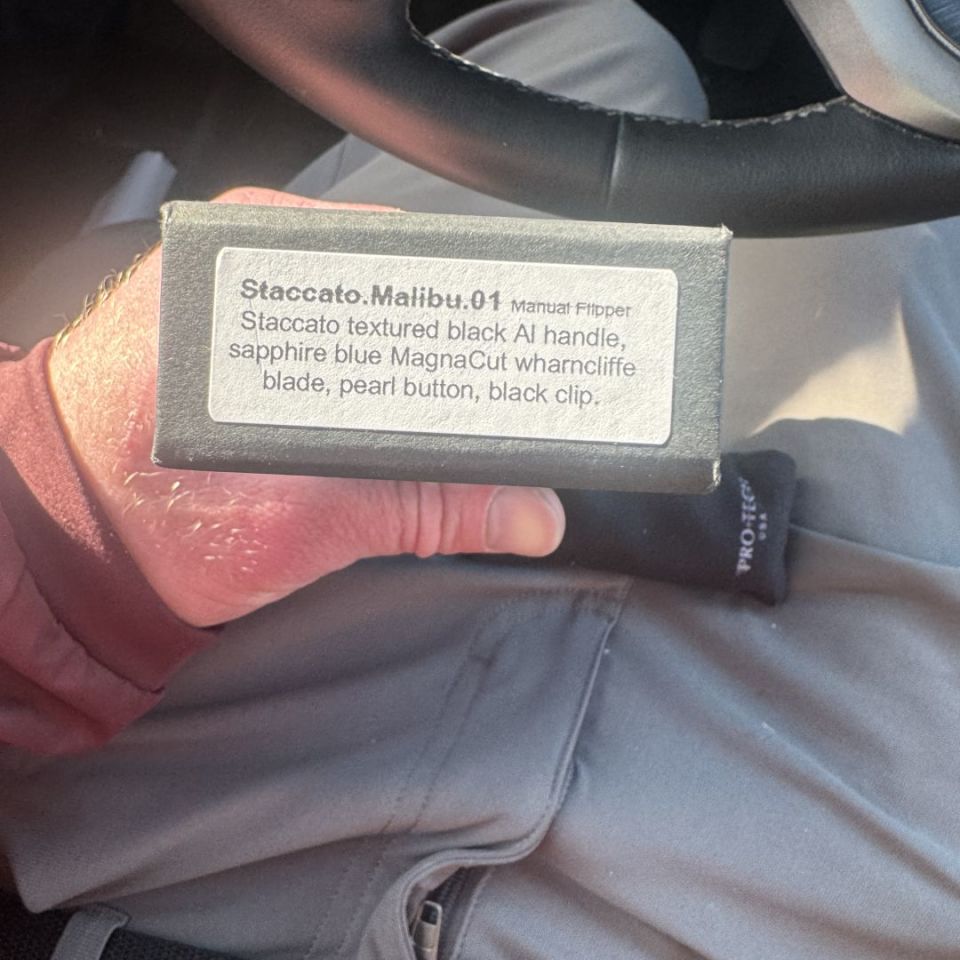 Staccato.Malibu.01 Manual Flipper
Staccato textured black Al handle,
sapphire blue MagnaCut wharncliffe
blade, pearl button, black clip.
PRO-TECH
USA